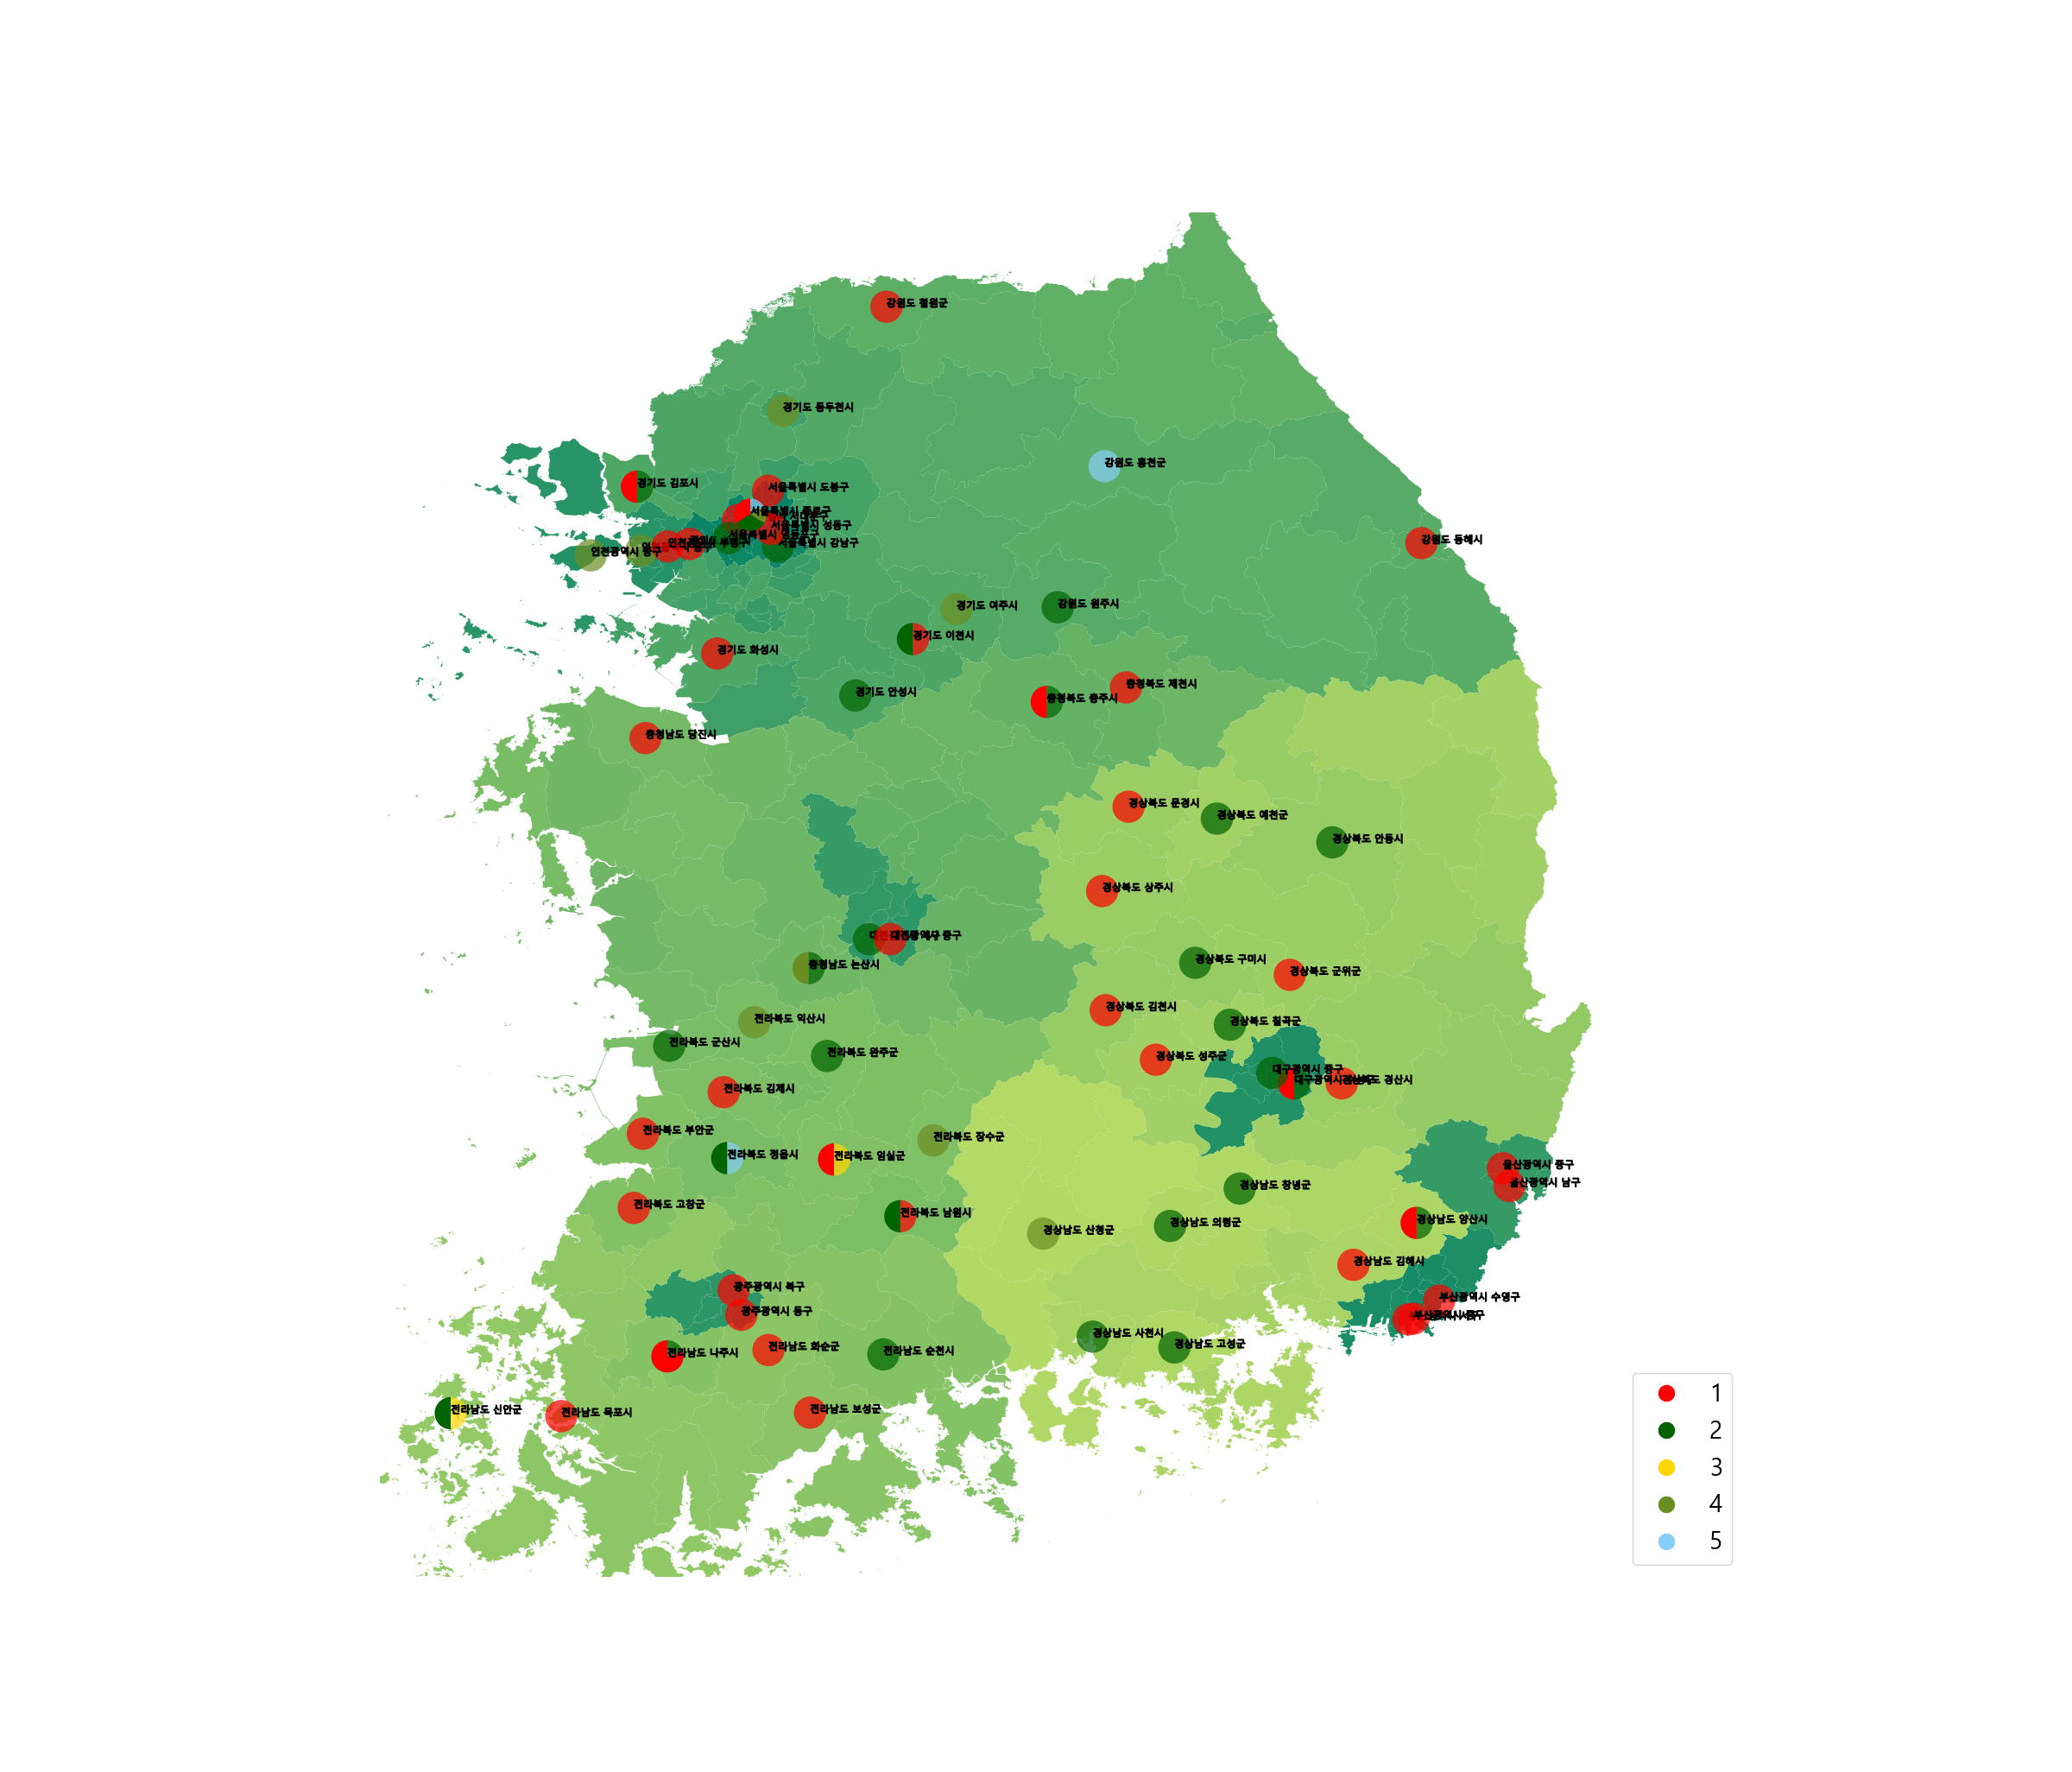 강원도 철원군
경기도 동두천시
강원도 홍천군
경기도 김포시
서울특별시 도봉구
서울특별시 종로구
서울특별시 성동구
서울특별시 영등포구
서울특별시 강남구
강원도 동해시
인천광역시 중구
경기도 여주시
강원도 원주시
경기도 이천시
경기도 화성시
충청북도 제천시
경기도 안성시
충청북도 충주시
충청남도 당진시
경상북도 문경시
경상북도 예천군
경상북도 안동시
경상북도 상주시
대전광역시 중구
충청남도 논산시
경상북도 구미시
경상북도 군위군
경상북도 김천시
전라북도 익산시
경상북도 칠곡군
전라북도 군산시
전라북도 완주군
경상북도 성주군
대구광역시 중구
대구광역시
경산시
전라북도 김제시
전라북도 부안군
전라북도 장수군
전라북도 정읍시
전라북도 임실군
울산광역시 중구
울산광역시 남구
경상남도 창녕군
전라북도 고창군
전라북도 남원시
경상남도 양산시
경상남도 의령군
경상남도 산청군
경상남도 김해시
광주광역시 북구
부산광역시 수영구
광주광역시 동구
부산광역시
경상남도 사천시
경상남도 고성군
전라남도 화순군
전라남도 나주시
전라남도 순천시
전라남도 신안군
전라남도 목포시
전라남도 보성군
1
2
3
4
5